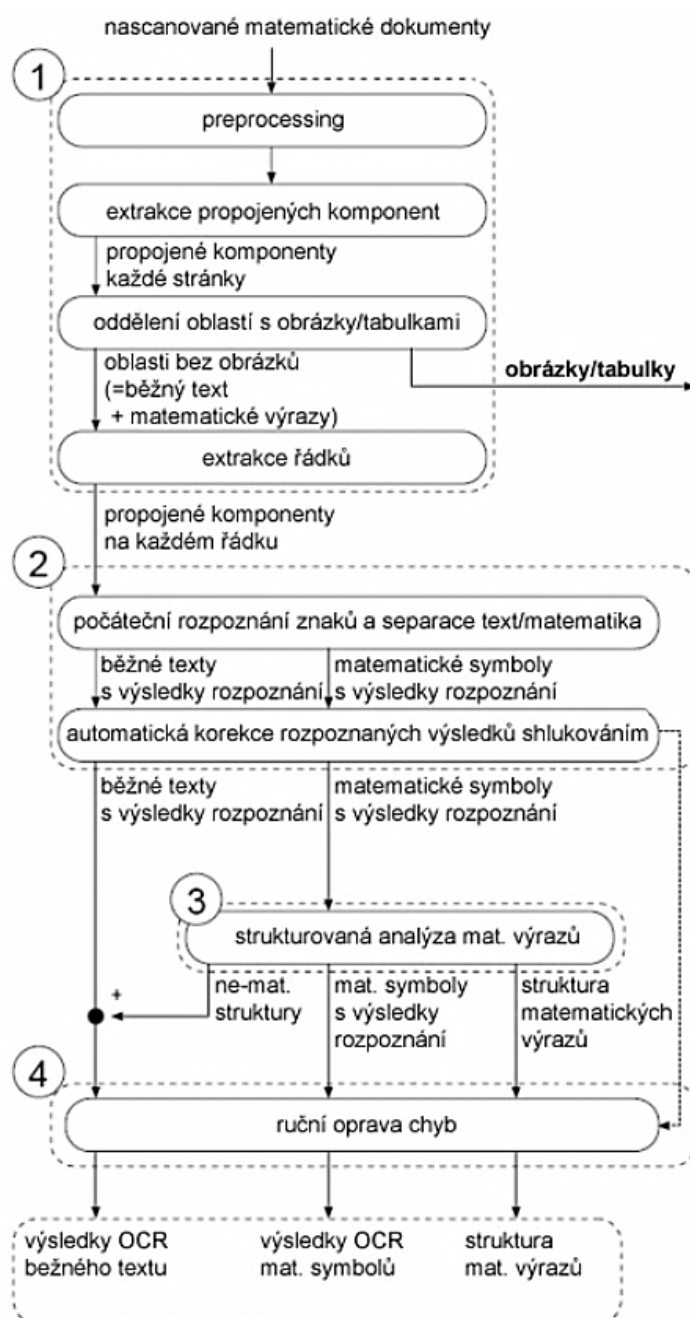 nascanované matematické dokumenty
1
preprocessing
extrakce propojených komponent
propojené komponenty
každé stránky
oddělení oblastí s obrázky/tabulkami
oblasti bez obrázků
(=běžný text
+ matematické výrazy)
obrázky/tabulky
extrakce řádků
propojené komponenty
na každém řádku
2
počáteční rozpoznání znaků a separace text/matematika
běžné texty
s výsledky rozpoznání
matematické symboly
s výsledky rozpoznání
automatická korekce rozpoznaných výsledků shlukováním
běžné texty
s výsledky rozpoznání
matematické symboly
s výsledky rozpoznání
3
strukturovaná analýza mat. výrazů
+
ne-mat.
struktury
mat. symboly
s výsledky
rozpoznání
struktura
matematických
výrazů
4
ruční oprava chyb
výsledky OCR
bežného textu
výsledky OCR
mat. symbolů
struktura
mat. výrazů